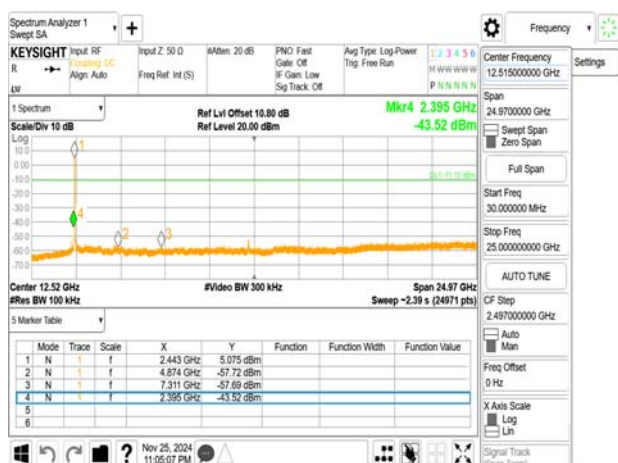 Spectrum Analyzer 1
Swept SA
+
Frequency
Settings
KEYSIGHT
Input: RF
Coupling: DC
Align: Auto
Input Z: 50 Ω
Freq Ref: Int (S)
#Atten: 20 dB
PNO: Fast
Gate: Off
IF Gain: Low
Sig Track: Off
Avg Type: Log-Power
Trig: Free Run
1 2 3 4 5 6
M W W W W W
P N N N N N
R
1 Spectrum
Scale/Div 10 dB
Log
Ref Lvl Offset 10.80 dB
Ref Level 20.00 dBm
Mkr4 2.395 GHz
-43.52 dBm
10.0
0.00
-10.0
-20.0
-30.0
-40.0
-50.0
-60.0
-70.0
1
2
3
4
DL1 -11.12 dBm
Center 12.52 GHz
#Res BW 100 kHz
#Video BW 300 kHz
Span 24.97 GHz
Sweep ~2.39 s (24971 pts)
5 Marker Table
Mode Trace Scale X Y Function Function Width Function Value
1 N 1 f 2.443 GHz 5.075 dBm
2 N 1 f 4.874 GHz -57.72 dBm
3 N 1 f 7.311 GHz -57.69 dBm
4 N 1 f 2.395 GHz -43.52 dBm
5
6
Center Frequency
12.515000000 GHz
Span
24.9700000 GHz
Swept Span
Zero Span
Full Span
Start Freq
30.000000 MHz
Stop Freq
25.000000000 GHz
AUTO TUNE
CF Step
2.497000000 GHz
Auto
Man
Freq Offset
0 Hz
X Axis Scale
Log
Lin
Signal Track
?
Nov 25, 2024
11:05:07 PM